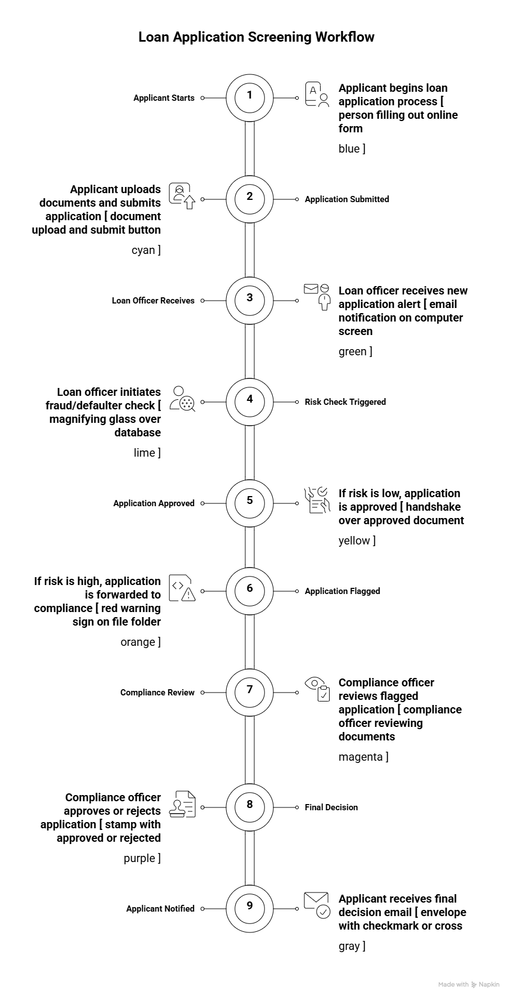 Loan Application Screening Workflow
Applicant Starts
1
Applicant begins loan
application process [
person filling out online
form
blue ]
Applicant uploads
documents and submits
application [ document
upload and submit button
cyan ]
2
Application Submitted
Loan Officer Receives
3
Loan officer receives new
application alert [ email
notification on computer
screen
green ]
Loan officer initiates
fraud/defaulter check [
magnifying glass over
database
lime ]
4
Risk Check Triggered
Application Approved
5
If risk is low, application
is approved [ handshake
over approved document
yellow ]
If risk is high, application
is forwarded to
compliance [ red warning
sign on file folder
orange ]
6
Application Flagged
Compliance Review
7
Compliance officer
reviews flagged
application [ compliance
officer reviewing
documents
magenta ]
Compliance officer
approves or rejects
application [ stamp with
approved or rejected
purple ]
8
Final Decision
Applicant Notified
9
Applicant receives final
decision email [ envelope
with checkmark or cross
gray ]
Made with Napkin